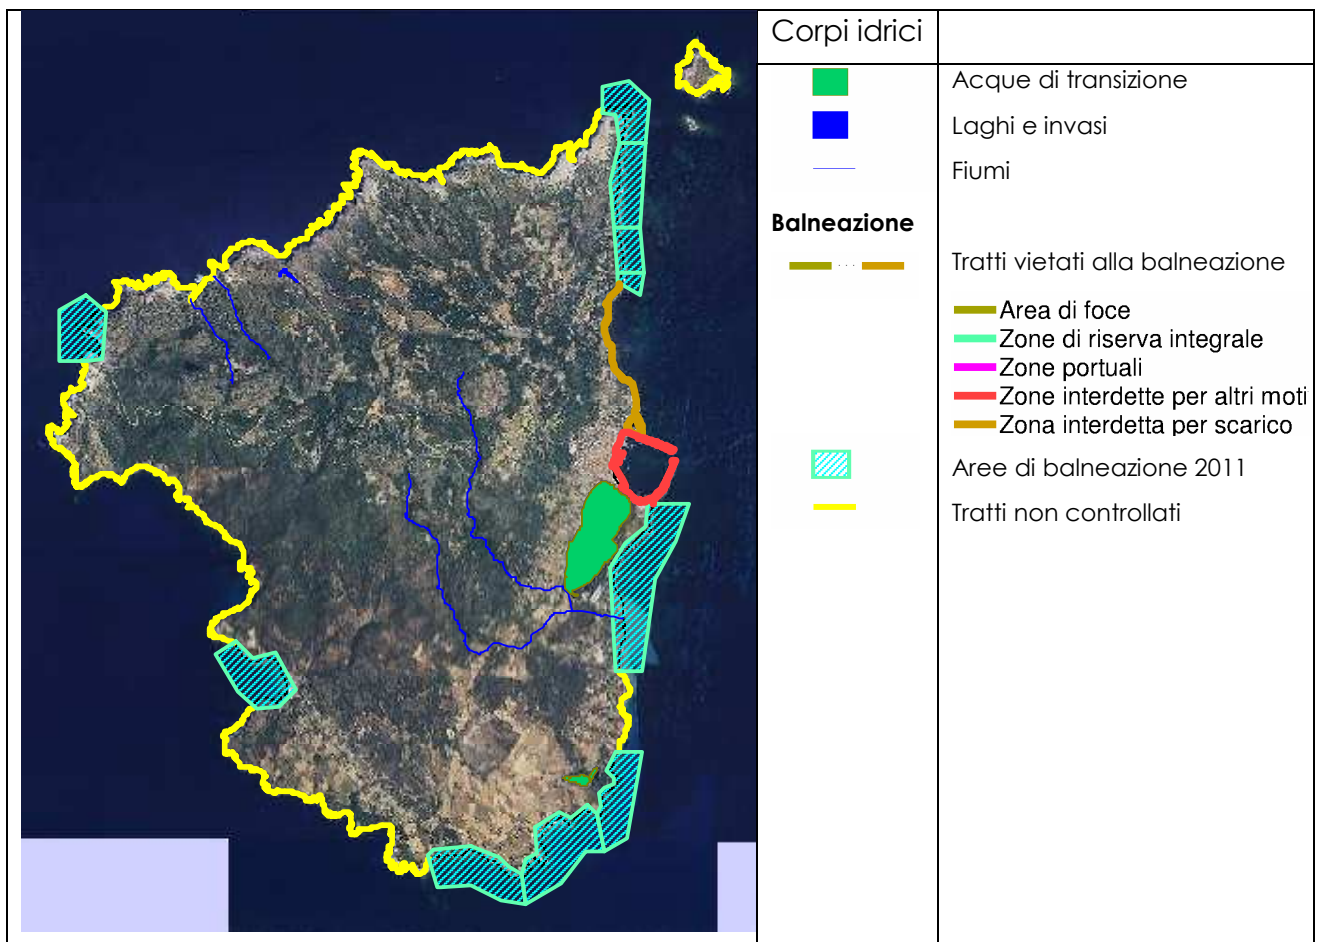 Corpi idrici
Acque di transizione
Laghi e invasi
Fiumi
Balneazione
Tratti vietati alla balneazione
Area di foce
Zone di riserva integrale
Zone portuali
Zone interdette per altri moti
Zona interdetta per scarico
Aree di balneazione 2011
Tratti non controllati